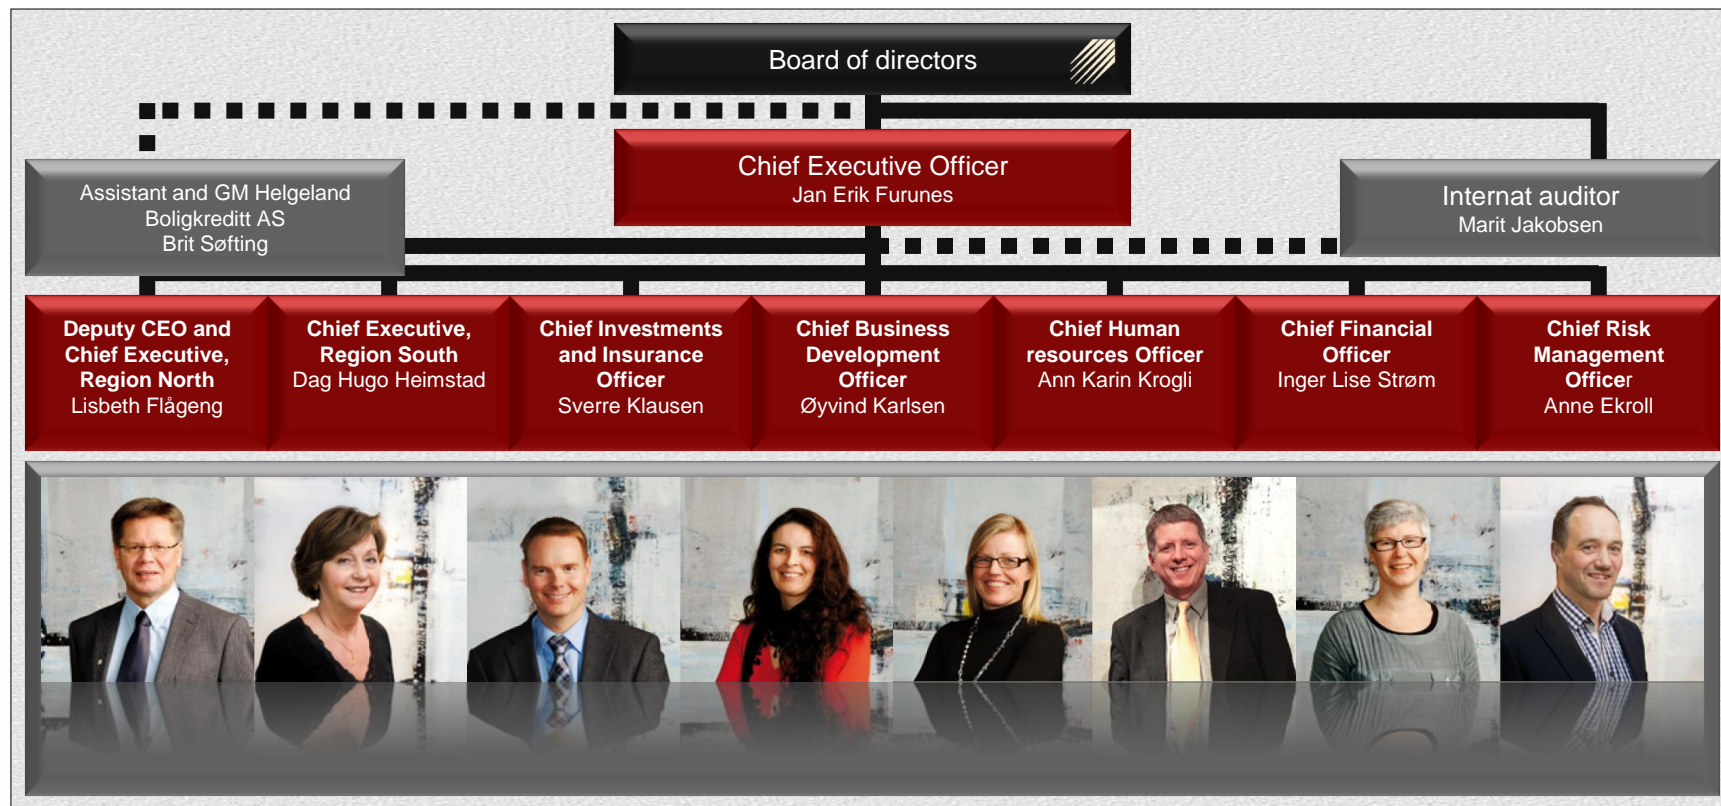 Board of directors
Chief Executive Officer
Jan Erik Furunes
Assistant and GM Helgeland
Boligkreditt AS
Brit Søfting
Internat auditor
Marit Jakobsen
Deputy CEO and
Chief Executive,
Region North
Lisbeth Flågeng
Chief Executive,
Region South
Dag Hugo Heimstad
Chief Investments
and Insurance
Officer
Sverre Klausen
Chief Business
Development
Officer
Øyvind Karlsen
Chief Human
resources Officer
Ann Karin Krogli
Chief Financial
Officer
Inger Lise Strøm
Chief Risk
Management
Officer
Anne Ekroll